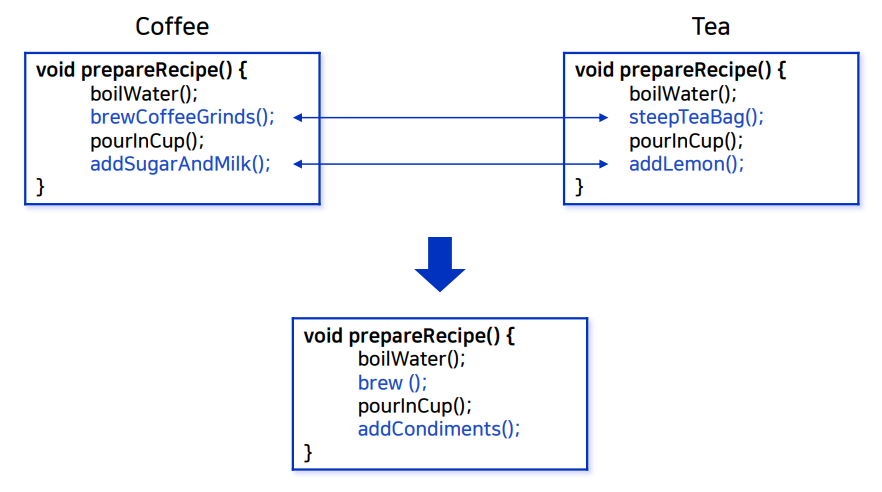 Coffee
Tea
void prepareRecipe() {
boilWater();
brewCoffeeGrinds();
pourInCup();
addSugarAndMilk();
}
void prepareRecipe() {
boilWater();
steepTeaBag();
pourInCup();
addLemon();
}
void prepareRecipe() {
boilWater();
brew ();
pourInCup();
addCondiments();
}